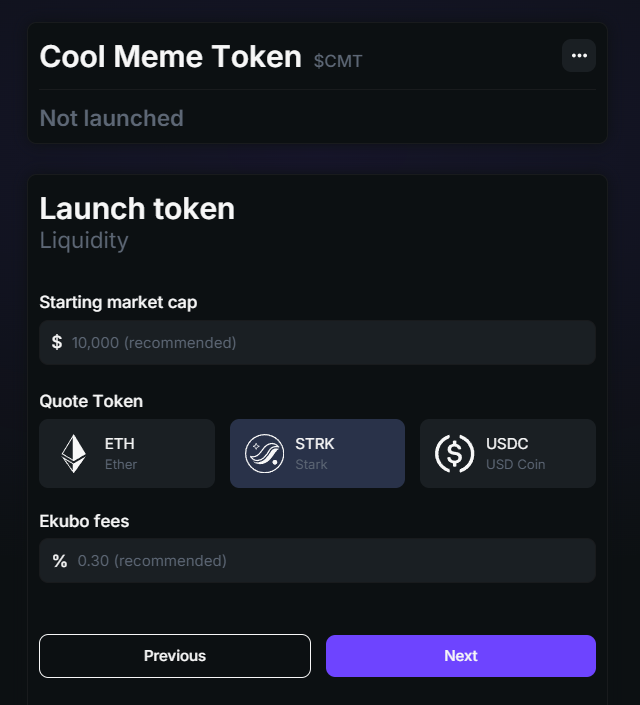 Cool Meme Token $CMT
Not launched
Launch token
Liquidity
Starting market cap
$ 10,000 (recommended)
Quote Token
ETH
Ether
STRK
Stark
USDC
USD Coin
Ekubo fees
% 0.30 (recommended)
Previous
Next